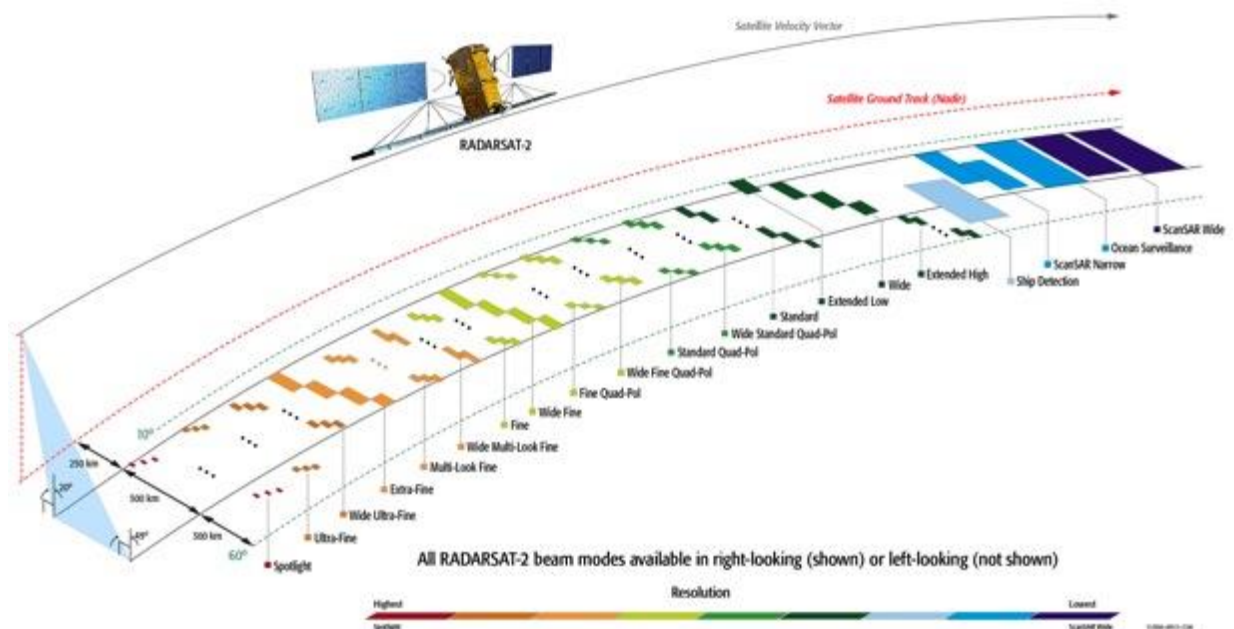 Satellite Velocity Vector
Satellite Ground Track (Nadir)
RADARSAT-2
ScanSAR Wide
Ocean Surveillance
ScanSAR Narrow
Ship Detection
Extended High
Wide
Extended Low
Standard
Wide Standard Quad-Pol
Standard Quad-Pol
Wide Fine Quad-Pol
Fine Quad-Pol
Wide Fine
Fine
Wide Multi-Look Fine
Multi-Look Fine
Extra-Fine
Wide Ultra-Fine
Ultra-Fine
Spotlight
10°
250 km
20°
500 km
49°
300 km
60°
All RADARSAT-2 beam modes available in right-looking (shown) or left-looking (not shown)
Resolution
Highest
Lowest
Spotlight
ScanSAR Wide